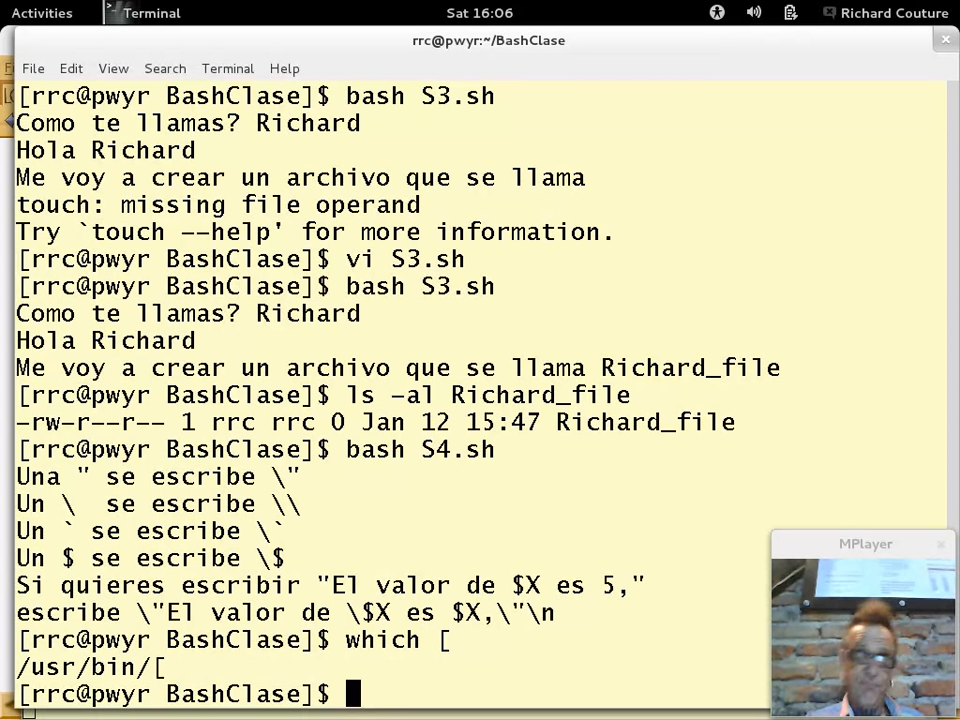 Activities Terminal Sat 16:06 Richard Couture
rrc@pwyr:~/BashClase
File Edit View Search Terminal Help
[rrc@pwyr BashClase]$ bash S3.sh
Como te llamas? Richard
Hola Richard
Me voy a crear un archivo que se llama
touch: missing file operand
Try `touch --help' for more information.
[rrc@pwyr BashClase]$ vi S3.sh
[rrc@pwyr BashClase]$ bash S3.sh
Como te llamas? Richard
Hola Richard
Me voy a crear un archivo que se llama Richard_file
[rrc@pwyr BashClase]$ ls -al Richard_file
-rw-r--r-- 1 rrc rrc 0 Jan 12 15:47 Richard_file
[rrc@pwyr BashClase]$ bash S4.sh
Una " se escribe \"
Un \  se escribe \\
Un ` se escribe \`
Un $ se escribe \$
Si quieres escribir "El valor de $X es 5,"
escribe \"El valor de \$X es $X,\"\n
[rrc@pwyr BashClase]$ which [
/usr/bin/[
[rrc@pwyr BashClase]$
MPlayer